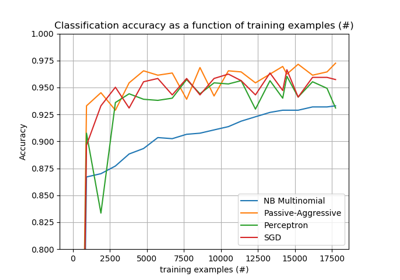 Classification accuracy as a function of training examples (#)
1.000
0.975
0.950
0.925
0.900
0.875
0.850
0.825
0.800
Accuracy
NB Multinomial
Passive-Aggressive
Perceptron
SGD
0 2500 5000 7500 10000 12500 15000 17500
training examples (#)